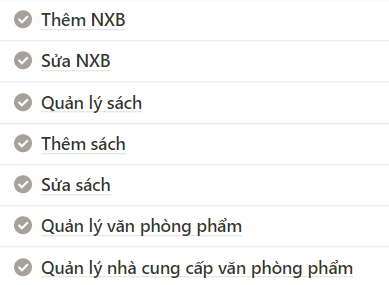 Thêm NXB
Sửa NXB
Quản lý sách
Thêm sách
Sửa sách
Quản lý văn phòng phẩm
Quản lý nhà cung cấp văn phòng phẩm